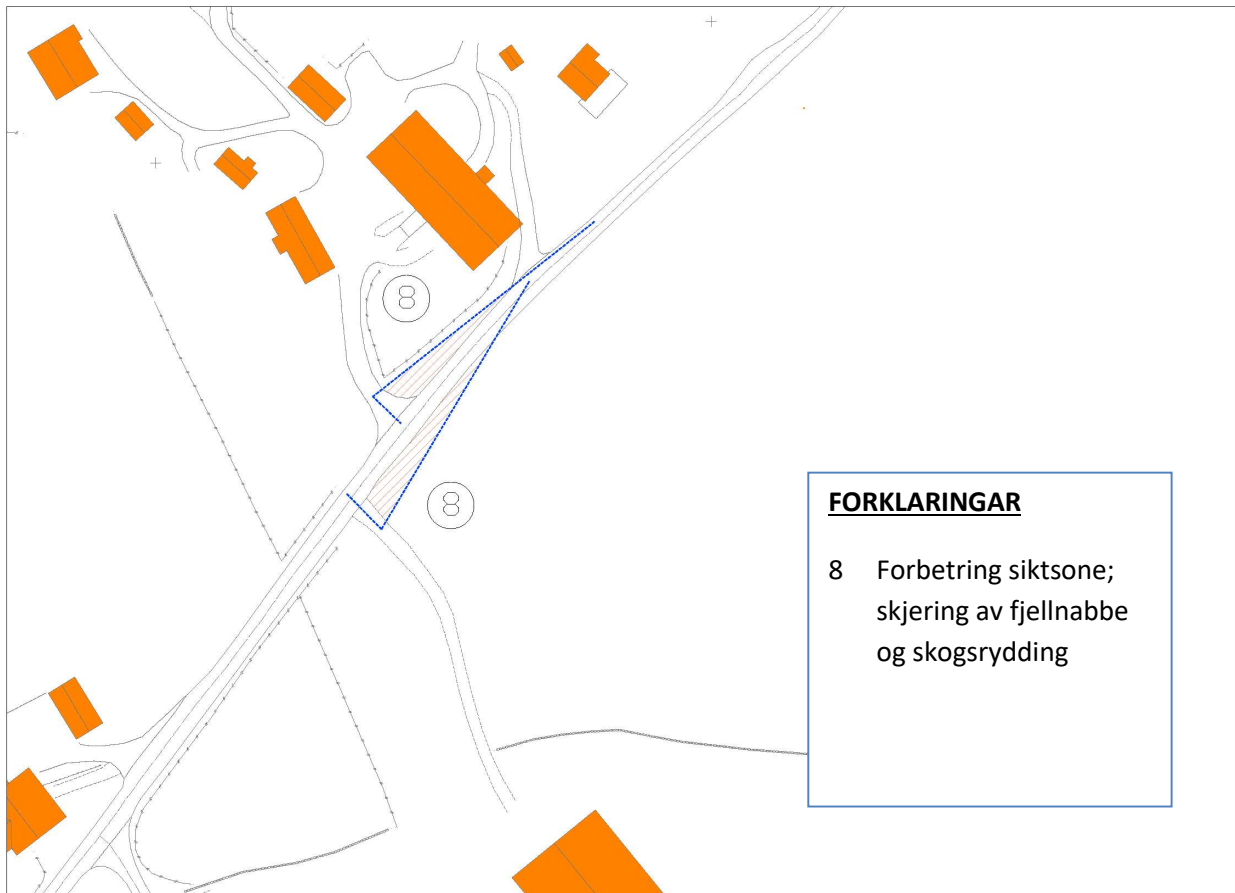 8
8
FORKLARINGAR
8 Forbetring siktsone;
skjering av fjellnabbe
og skogsrydding